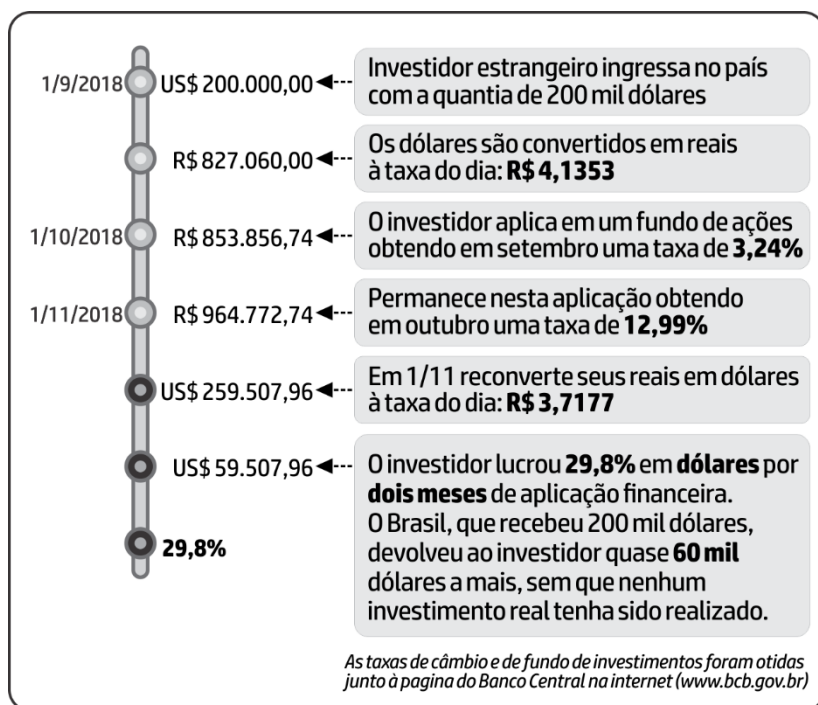 1/9/2018
US$ 200.000,00
Investidor estrangeiro ingressa no país
com a quantia de 200 mil dólares
R$ 827.060,00
Os dólares são convertidos em reais
à taxa do dia: R$ 4,1353
1/10/2018
R$ 853.856,74
O investidor aplica em um fundo de ações
obtendo em setembro uma taxa de 3,24%
1/11/2018
R$ 964.772,74
Permanece nesta aplicação obtendo
em outubro uma taxa de 12,99%
US$ 259.507,96
Em 1/11 reconverte seus reais em dólares
à taxa do dia: R$ 3,7177
US$ 59.507,96
O investidor lucrou 29,8% em dólares por
dois meses de aplicação financeira.
O Brasil, que recebeu 200 mil dólares,
devolveu ao investidor quase 60 mil
dólares a mais, sem que nenhum
investimento real tenha sido realizado.
29,8%
As taxas de câmbio e de fundo de investimentos foram otidas
junto à pagina do Banco Central na internet (www.bcb.gov.br)